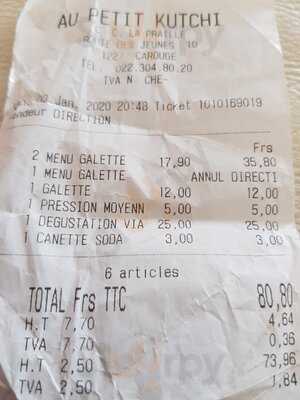 AU PETIT KUTCHI
C. LA PRAILLE
ROUTE DES JEUNES 10
1227 CAROUGE
TEL 022.304.80.20
TVA N CHE-
Jan. 2020 20:48 Ticket 1010169019
DIRECTION
Frs
2 MENU GALETTE 17,90 35,80
1 MENU GALETTE ANNUL DIRECTI
1 GALETTE 12,00 12,00
1 PRESSION MOYENN 5,00 5,00
1 DEGUSTATION VIA 25,00 25,00
1 CANETTE SODA 3,00 3,00
6 articles
TOTAL Frs TTC 80,80
H.T 7,70 4,64
TVA 7,70 0,36
H.T 2,50 73,96
TVA 2,50 1,84